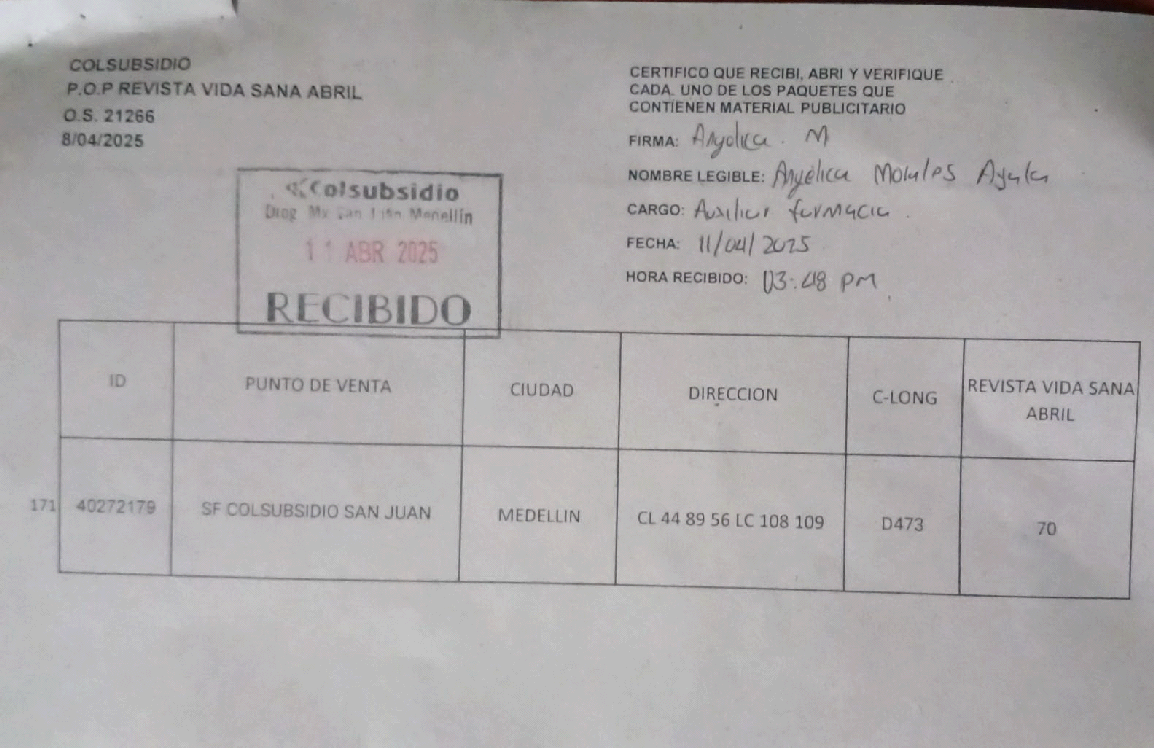 COLSUBSIDIO
P.O.P REVISTA VIDA SANA ABRIL
O.S. 21266
8/04/2025
CERTIFICO QUE RECIBI, ABRI Y VERIFIQUE
CADA UNO DE LOS PAQUETES QUE
CONTIENEN MATERIAL PUBLICITARIO
FIRMA: Angelica M
NOMBRE LEGIBLE: Angélica Morales Ayala
CARGO: Auxiliar farmacia.
FECHA: 11/04/2025
HORA RECIBIDO: 03:48 PM
Colsubsidio
Drog Medellín
11 ABR 2025
RECIBIDO
ID PUNTO DE VENTA CIUDAD DIRECCION C-LONG REVISTA VIDA SANA
ABRIL
171 40272179 SF COLSUBSIDIO SAN JUAN MEDELLIN CL 44 89 56 LC 108 109 D473 70